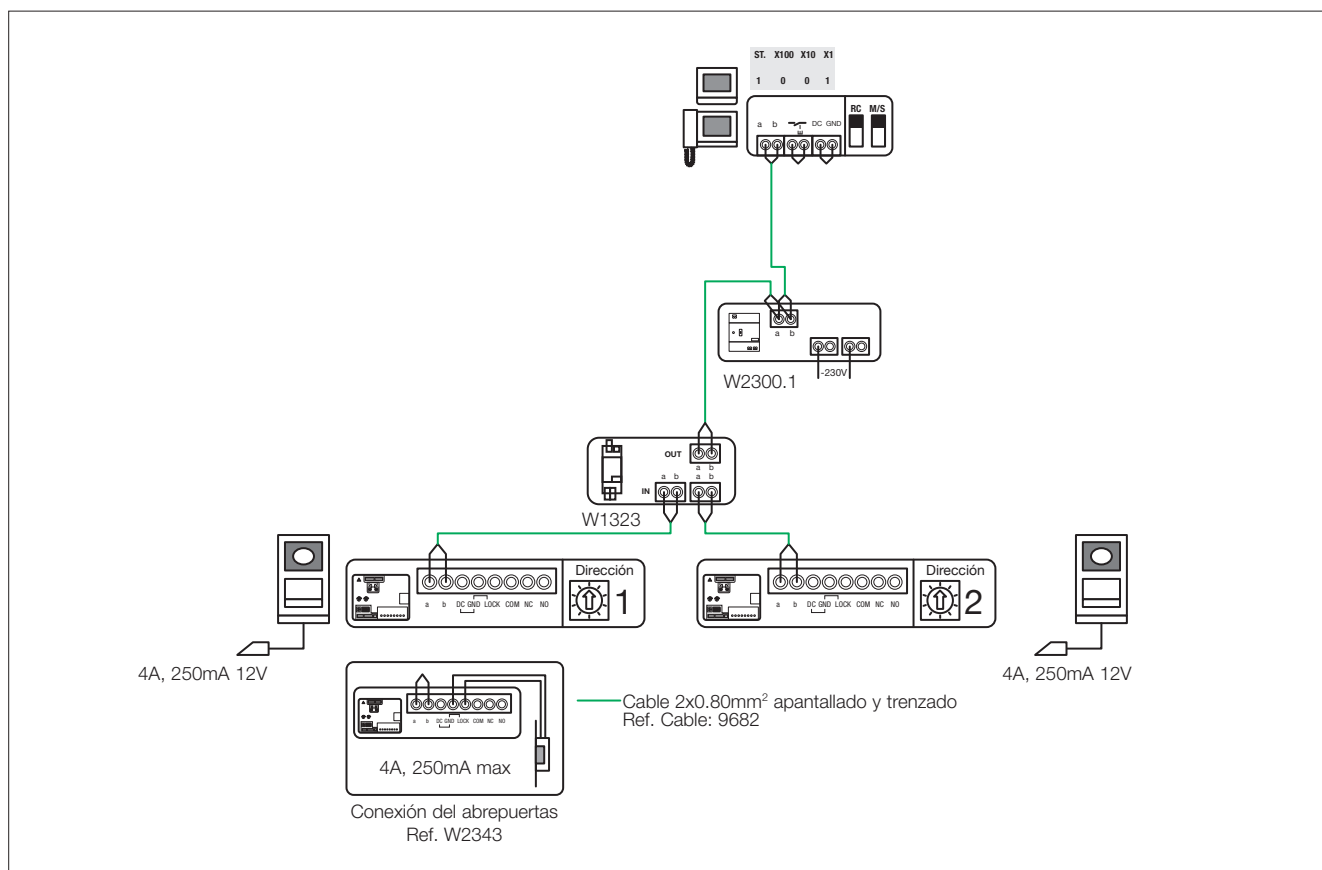 ST. X100 X10 X1
1 0 0 1
RC M/S
a b DC GND
E
a b
W2300.1
~230V
OUT
a b
a b a b
IN
W1323
Dirección
1
a b DC GND LOCK COM NC NO
Dirección
2
a b DC GND LOCK COM NC NO
4A, 250mA 12V
4A, 250mA 12V
a b DC GND LOCK COM NC NO
4A, 250mA max
Conexión del abrepuertas
Ref. W2343
Cable 2x0.80mm² apantallado y trenzado
Ref. Cable: 9682